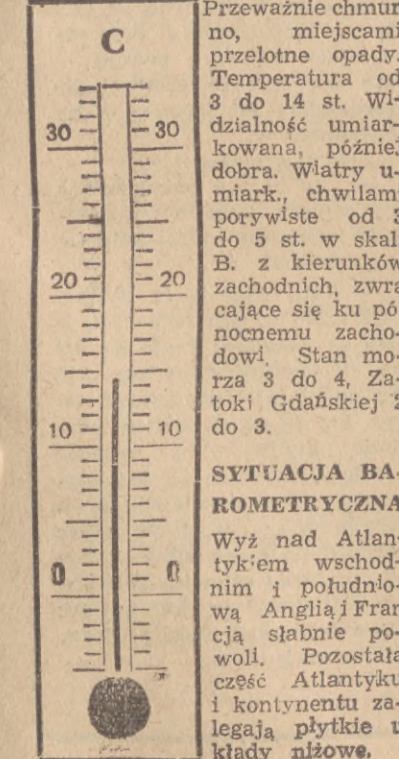 C
30 30
20 20
10 10
0 0
Przeważnie chmur
no, miejscami
przelotne opady.
Temperatura od
3 do 14 st. Wi-
dzialność umiar-
kowana, później
dobra. Wiatry u-
miark., chwilam
porywiste od 3
do 5 st. w skal
B. z kierunków
zachodnich, zwra
cające się ku pó
nocnemu zacho-
dowi. Stan mo-
rza 3 do 4, Za-
toki Gdańskiej 2
do 3.
SYTUACJA BA-
ROMETRYCZNA
Wyż nad Atlan-
tykiem wschod-
nim i południo-
wą Anglią i Fran
cją słabnie po-
woli. Pozostała
część Atlantyku
i kontynentu za-
legają płytkie u
kłady niżowe.